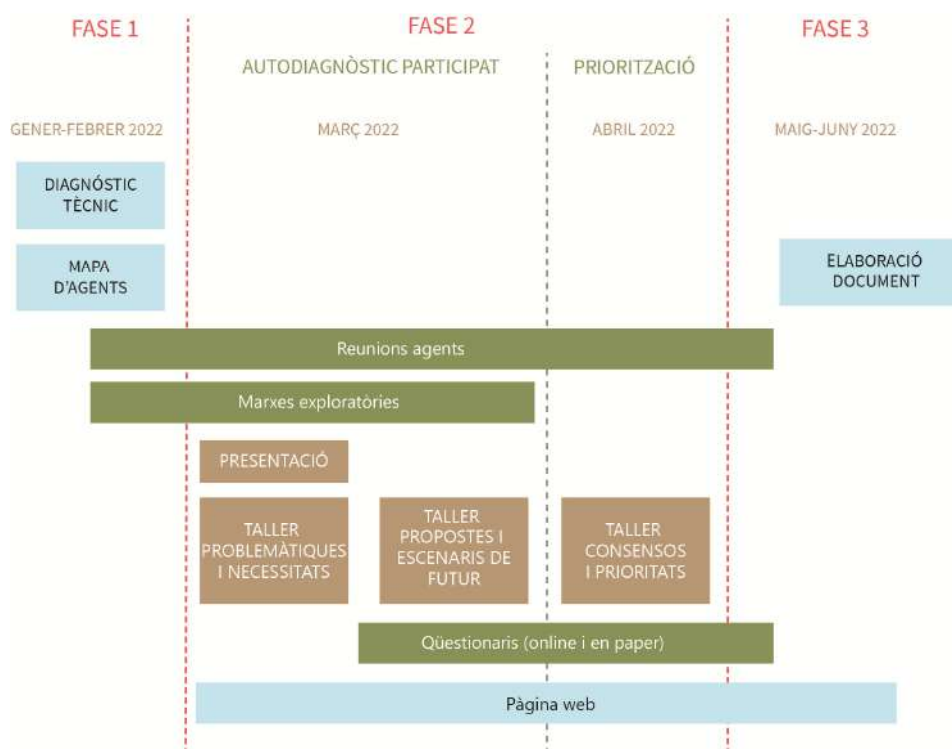 FASE 1
FASE 2
FASE 3
AUTODIAGNÒSTIC PARTICIPAT
PRIORITZACIÓ
GENER-FEBRER 2022
MARÇ 2022
ABRIL 2022
MAIG-JUNY 2022
DIAGNÓSTIC
TÈCNIC
MAPA
D'AGENTS
ELABORACIÓ
DOCUMENT
Reunions agents
Marxes exploratòries
PRESENTACIÓ
TALLER
PROBLEMÀTIQUES
I NECESSITATS
TALLER
PROPOSTES I
ESCENARIS DE
FUTUR
TALLER
CONSENSOS
I PRIORITATS
Qüestionaris (online i en paper)
Pàgina web